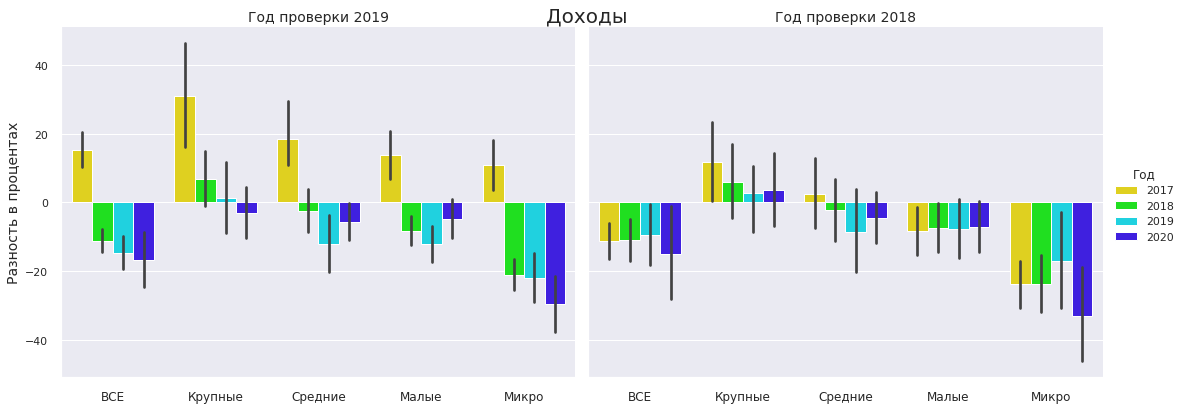 Доходы
Год проверки 2019
Год проверки 2018
Разность в процентах
40
20
0
−20
−40
ВСЕ
Крупные
Средние
Малые
Микро
ВСЕ
Крупные
Средние
Малые
Микро
Год
2017
2018
2019
2020